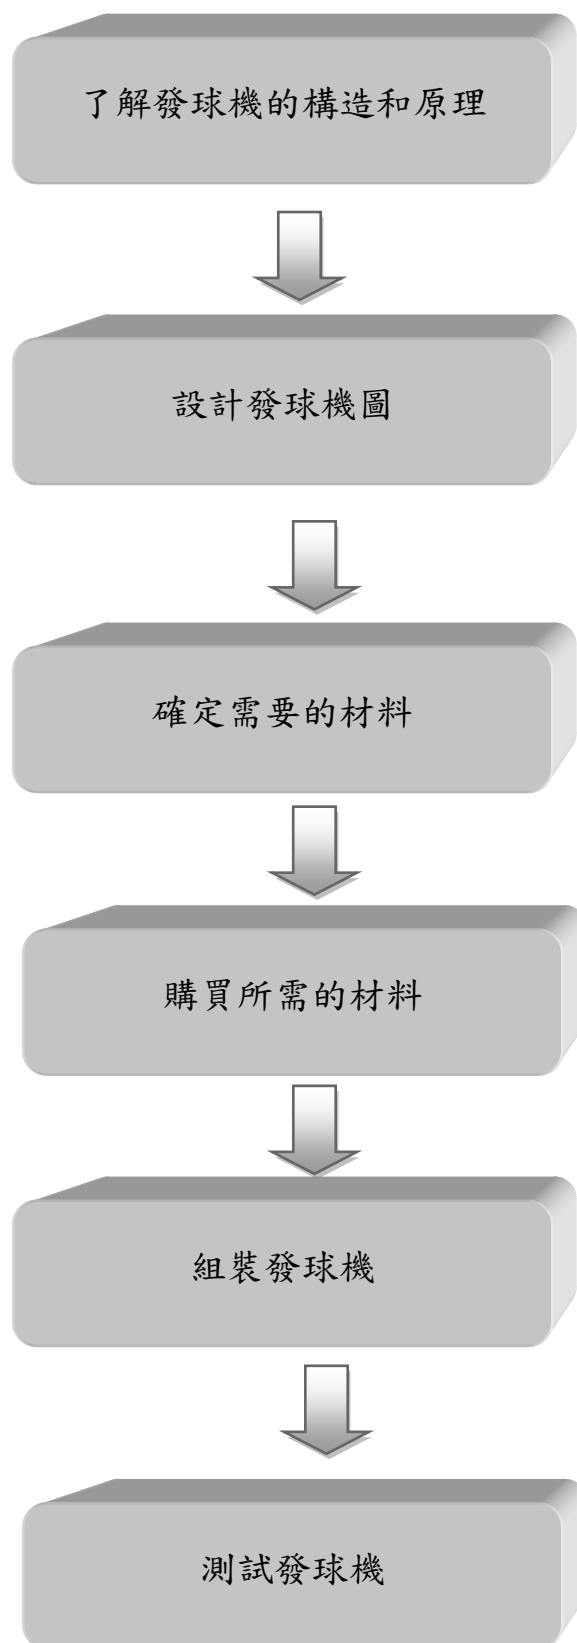 了解發球機的構造和原理
設計發球機圖
確定需要的材料
購買所需的材料
組裝發球機
測試發球機